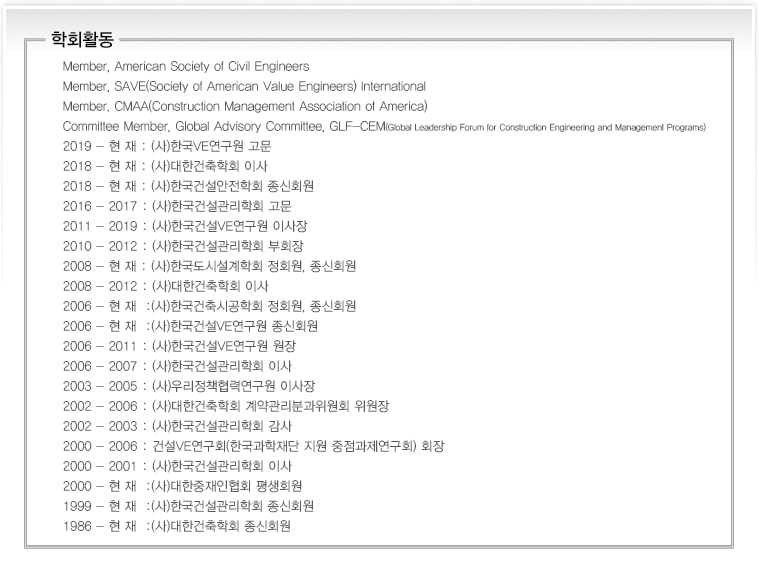 학회활동
Member, American Society of Civil Engineers
Member, SAVE(Society of American Value Engineers) International
Member, CMAA(Construction Management Association of America)
Committee Member, Global Advisory Committee, GLF-CEM(Global Leadership Forum for Construction Engineering and Management Programs)
2019 - 현 재 : (사)한국VE연구원 고문
2018 - 현 재 : (사)대한건축학회 이사
2018 - 현 재 : (사)한국건설안전학회 종신회원
2016 - 2017 : (사)한국건설관리학회 고문
2011 - 2019 : (사)한국건설VE연구원 이사장
2010 - 2012 : (사)한국건설관리학회 부회장
2008 - 현 재 : (사)한국도시설계학회 정회원, 종신회원
2008 - 2012 : (사)대한건축학회 이사
2006 - 현 재 :(사)한국건축시공학회 정회원, 종신회원
2006 - 현 재 :(사)한국건설VE연구원 종신회원
2006 - 2011 : (사)한국건설VE연구원 원장
2006 - 2007 : (사)한국건설관리학회 이사
2003 - 2005 : (사)우리정책협력연구원 이사장
2002 - 2006 : (사)대한건축학회 계약관리분과위원회 위원장
2002 - 2003 : (사)한국건설관리학회 감사
2000 - 2006 : 건설VE연구회(한국과학재단 지원 중점과제연구회) 회장
2000 - 2001 : (사)한국건설관리학회 이사
2000 - 현 재 :(사)대한중재인협회 평생회원
1999 - 현 재 :(사)한국건설관리학회 종신회원
1986 - 현 재 :(사)대한건축학회 종신회원